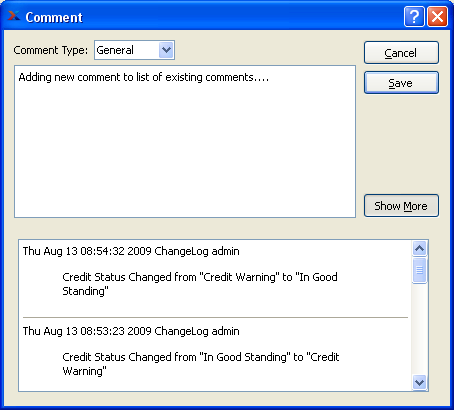 Comment
Comment Type: General
Cancel
Adding new comment to list of existing comments....
Save
Show More
Thu Aug 13 08:54:32 2009 ChangeLog admin
Credit Status Changed from "Credit Warning" to "In Good
Standing"
Thu Aug 13 08:53:23 2009 ChangeLog admin
Credit Status Changed from "In Good Standing" to "Credit
Warning"